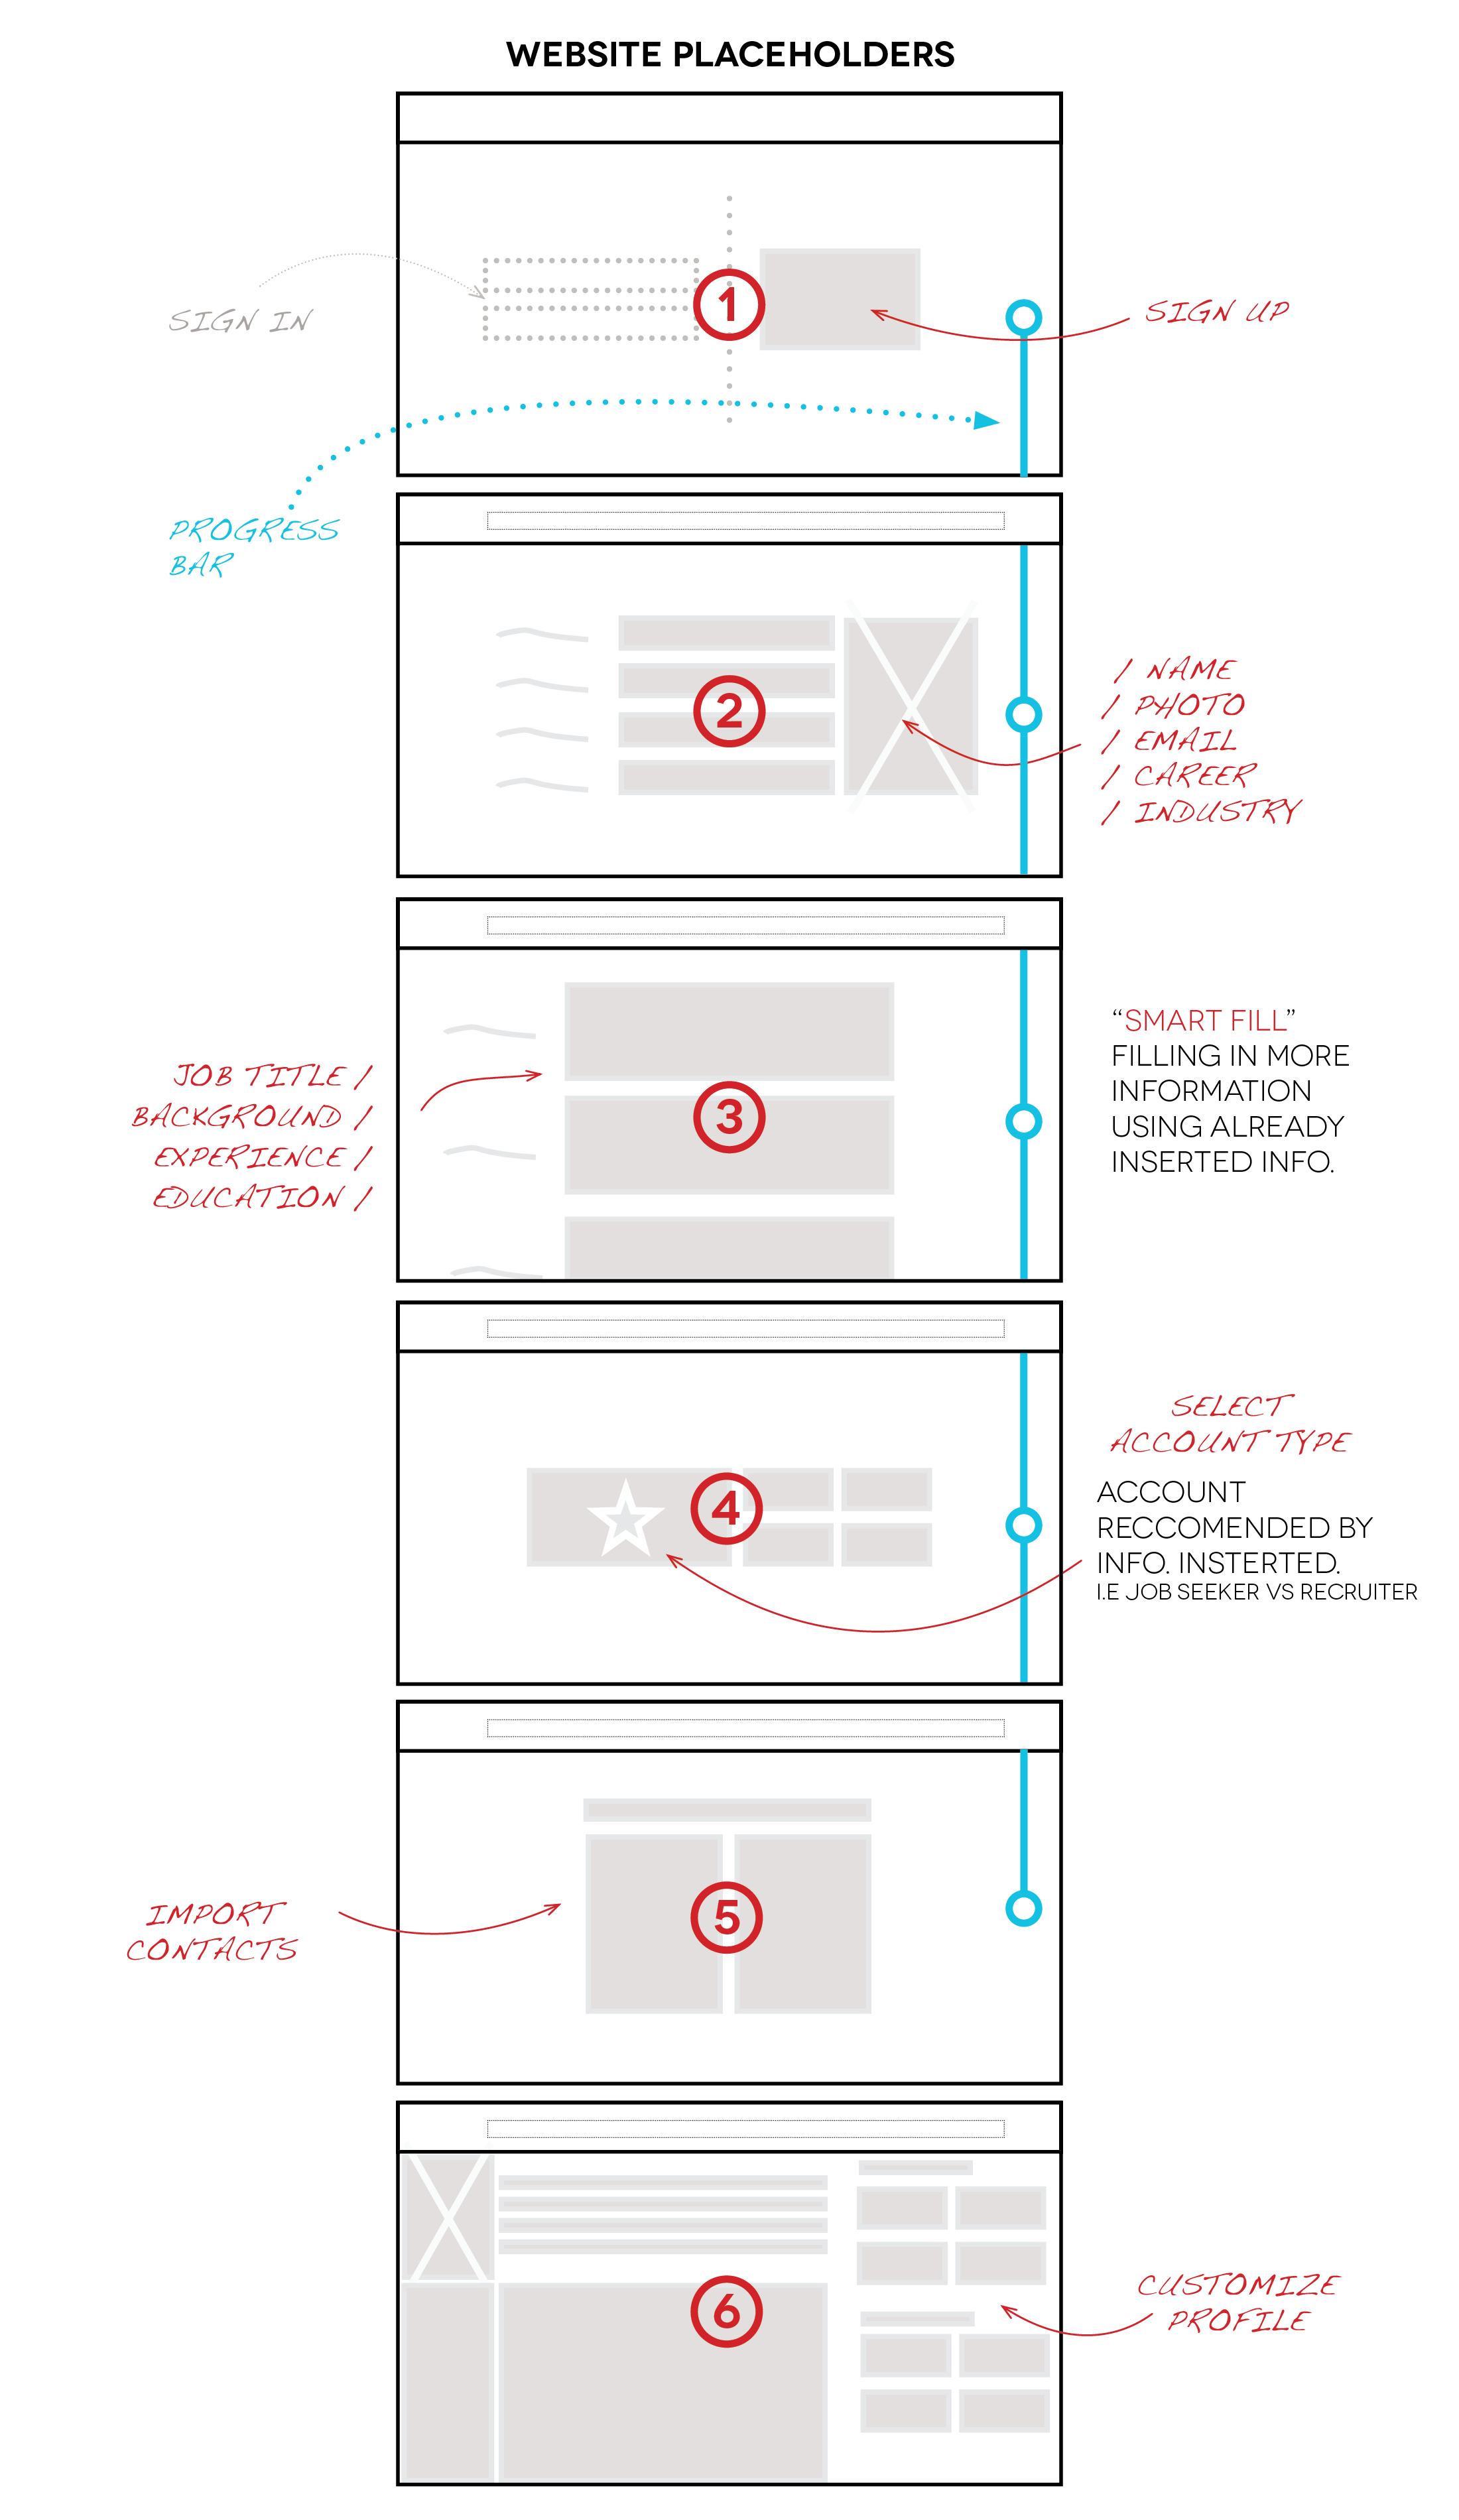 WEBSITE PLACEHOLDERS
SIGN IN
1
SIGN UP
PROGRESS
BAR
2
/ NAME
/ PHOTO
/ EMAIL
/ CAREER
/ INDUSTRY
JOB TITTLE /
BACKGROUND /
EXPERIENCE /
EDUCATION /
3
“SMART FILL”
FILLING IN MORE
INFORMATION
USING ALREADY
INSERTED INFO.
4
SELECT
ACCOUNT TYPE
ACCOUNT
RECCOMENDED BY
INFO. INSTERTED.
I.E JOB SEEKER VS RECRUITER
IMPORT
CONTACTS
5
6
CUSTOMIZE
PROFILE